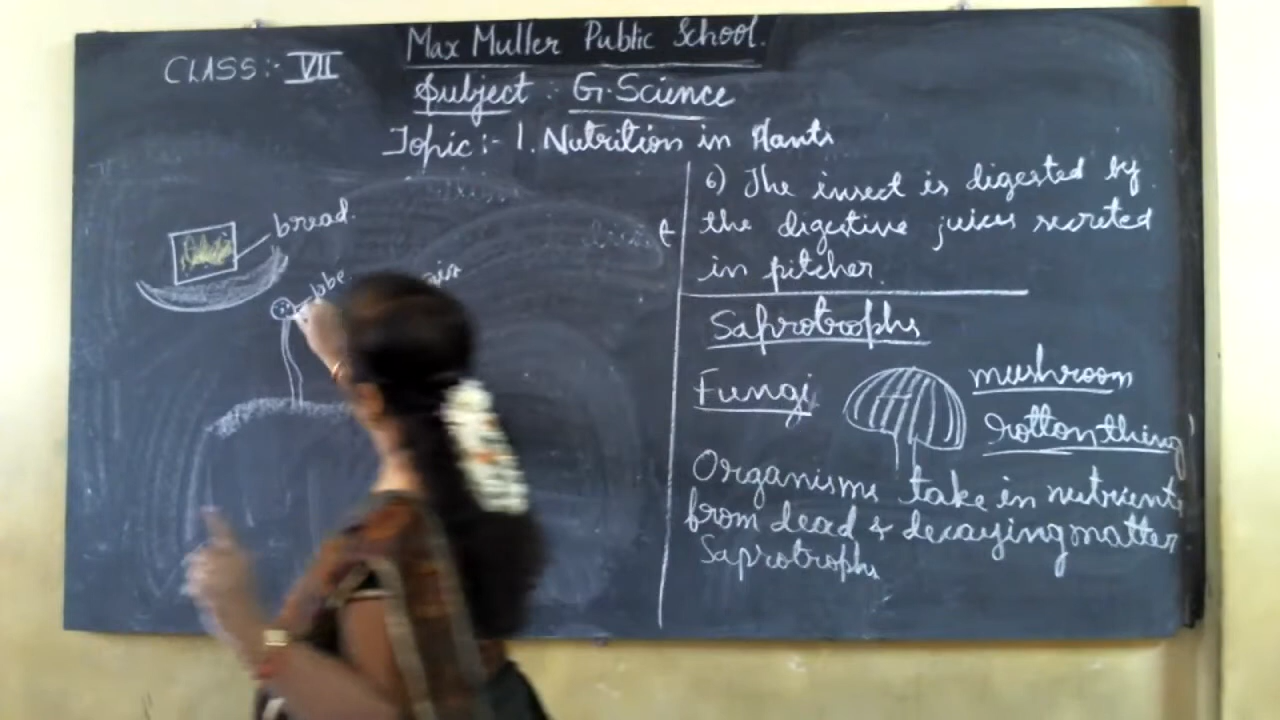 Max Muller Public School.
CLASS:- VII
Subject : G.Science
Topic:- 1. Nutrition in Plants
bread.
6) The insect is digested by
the digestive juices secreted
in pitcher.
Saprotrophs
Fungi
mushroom
rotton thing
Organisms take in nutrients
from dead & decaying matter
Saprotrophs